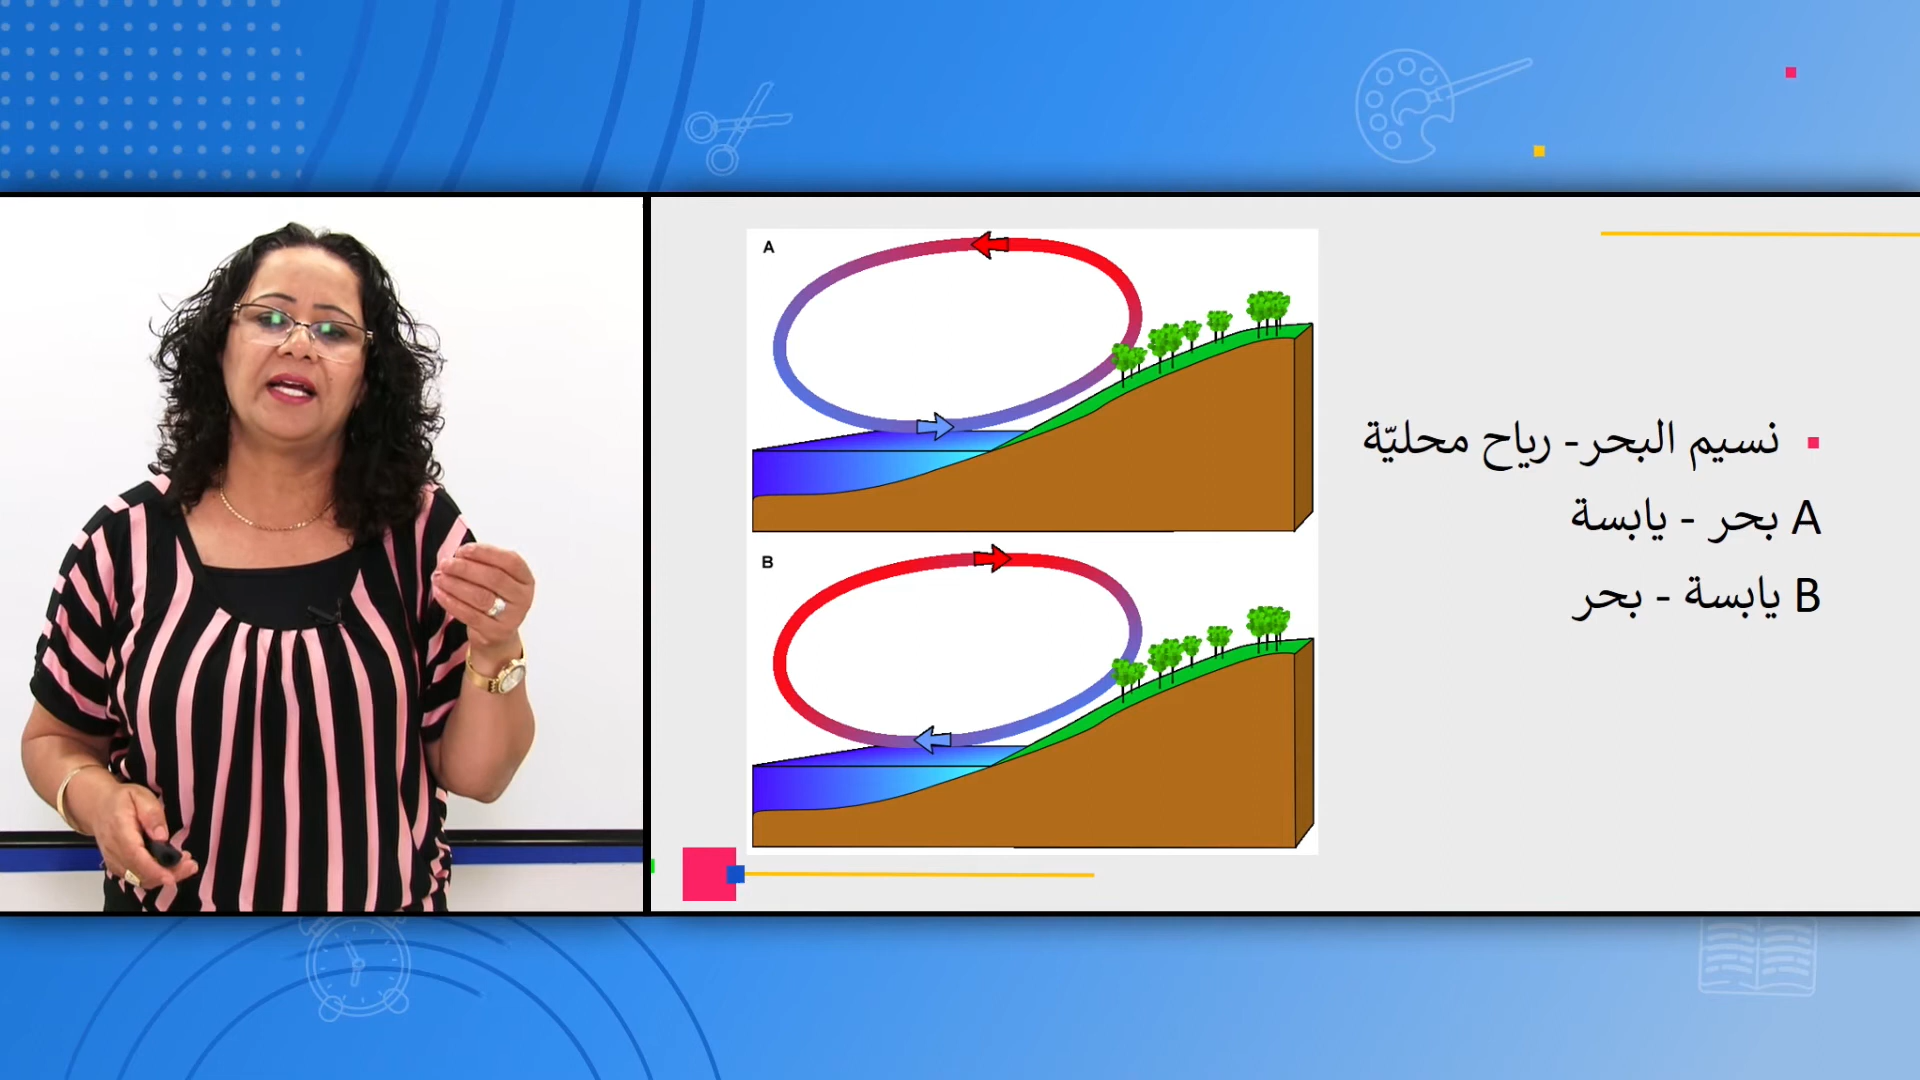 A
B
نسيم البحر- رياح محليّة
A بحر - يابسة
B يابسة - بحر